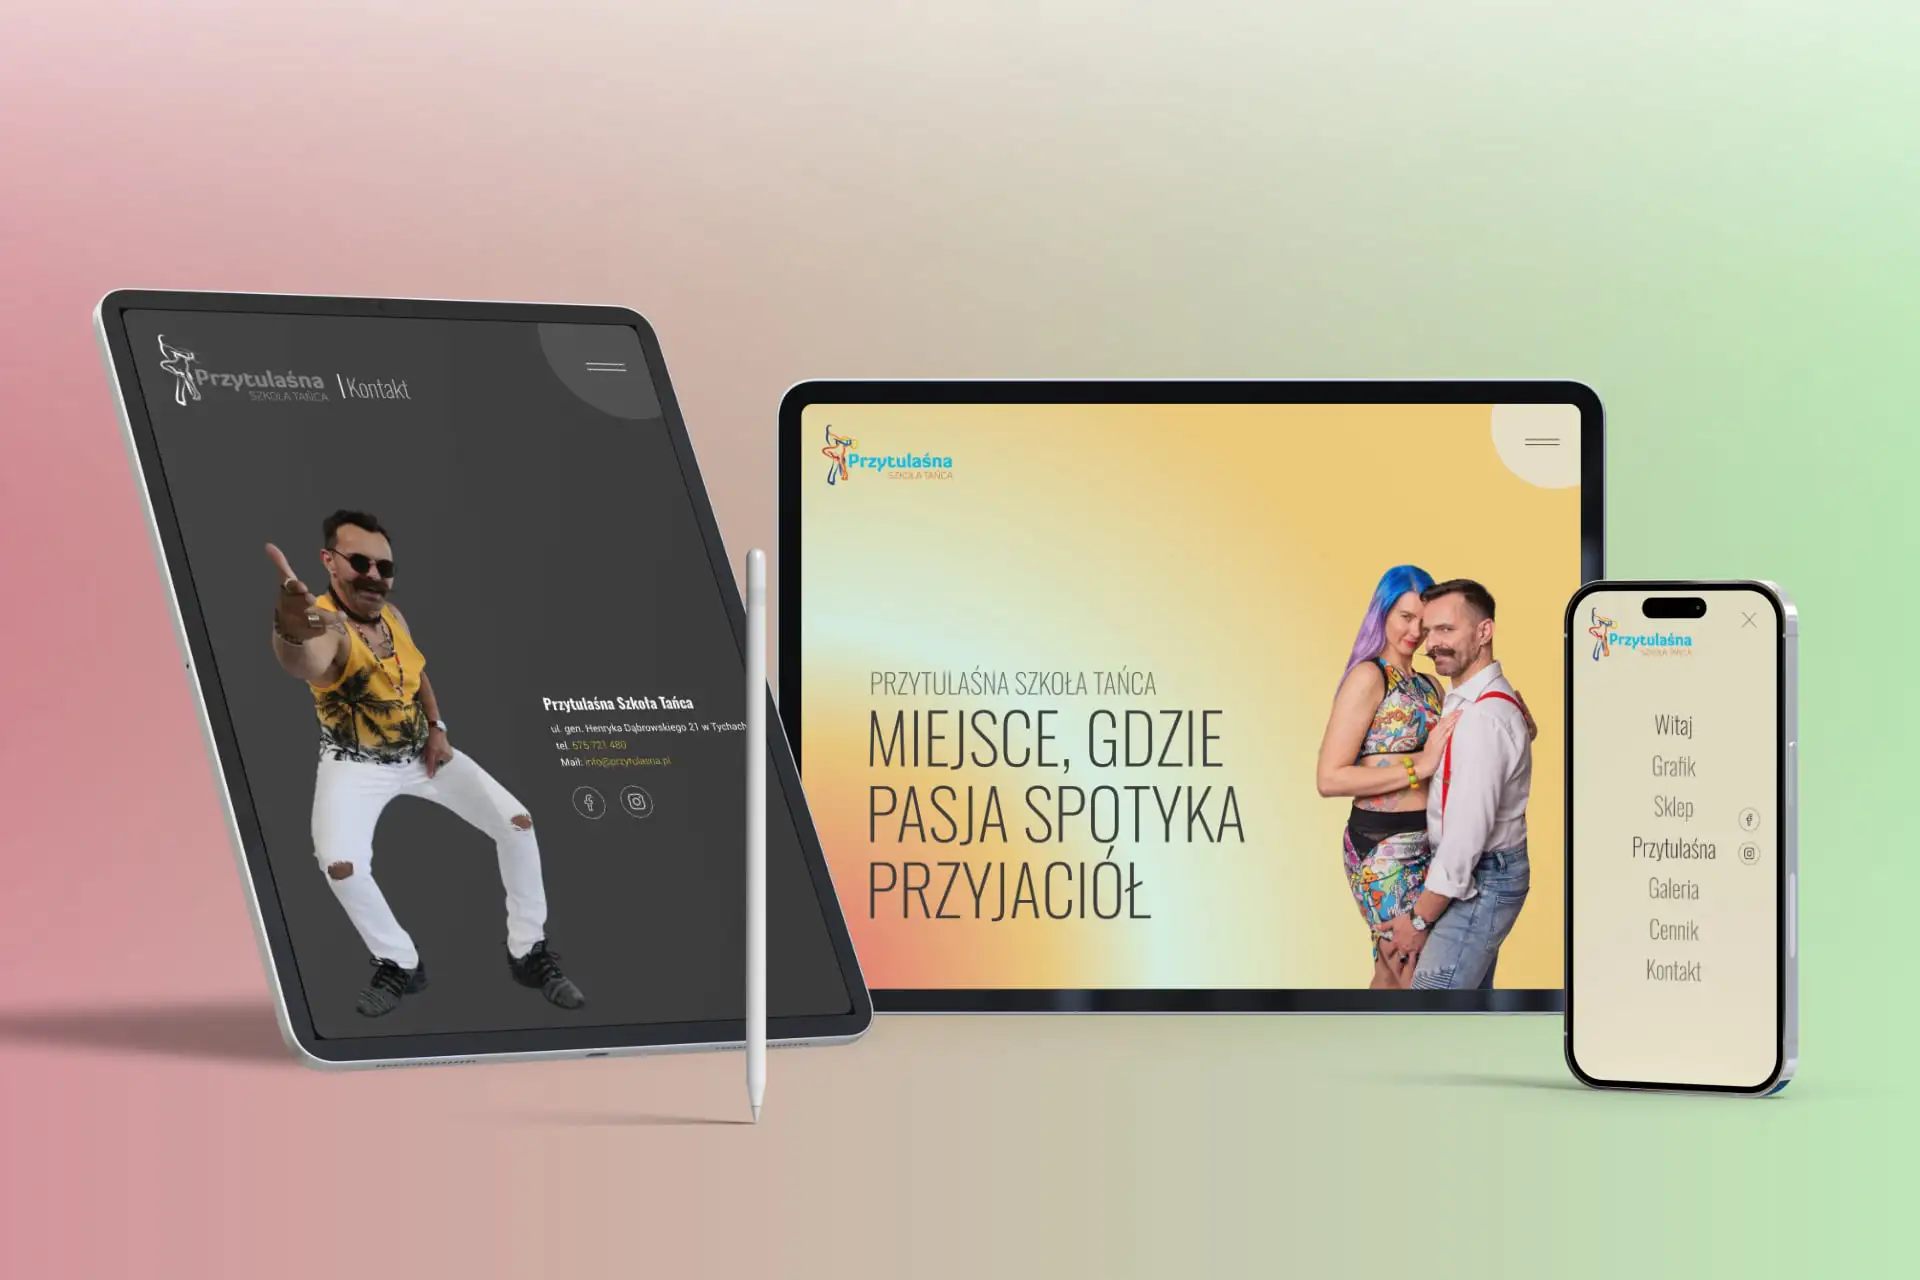 Przytulaśna
SZKOŁA TAŃCA
|Kontakt
Przytulaśna Szkoła Tańca
ul. gen. Henryka Dąbrowskiego 21 w Tychach
tel. 575 721 480
Mail: info@przytulasna.pl
Przytulaśna
SZKOŁA TAŃCA
PRZYTULAŚNA SZKOŁA TAŃCA
MIEJSCE, GDZIE
PASJA SPOTYKA
PRZYJACIÓŁ
Przytulaśna
SZKOŁA TAŃCA
Witaj
Grafik
Sklep
Przytulaśna
Galeria
Cennik
Kontakt